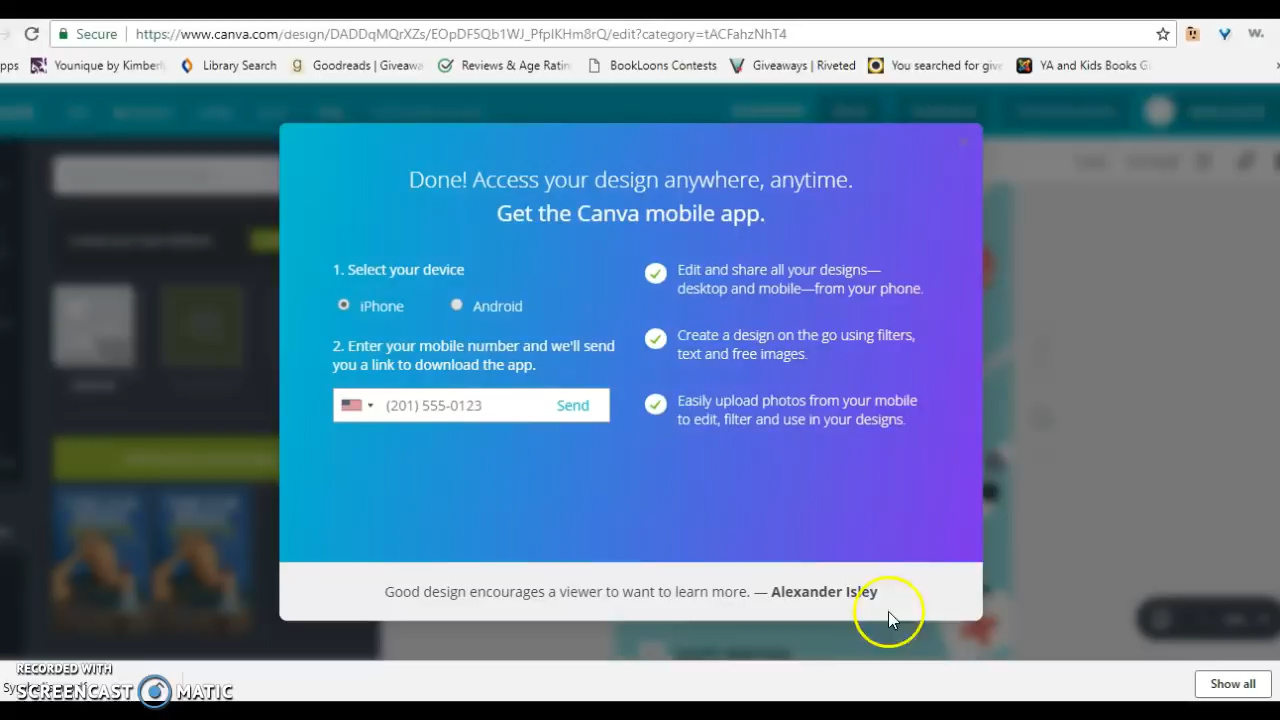 Secure https://www.canva.com/design/DADDqMQrXZs/EOpDF5Qb1WJ_PfpIKHm8rQ/edit?category=tACFahzNhT4 W.
pps Younique by Kimberl Library Search Goodreads | Giveawa Reviews & Age Ratin BookLoons Contests Giveaways | Riveted You searched for give YA and Kids Books G
Done! Access your design anywhere, anytime.
Get the Canva mobile app.
1. Select your device
iPhone Android
2. Enter your mobile number and we'll send
you a link to download the app.
(201) 555-0123 Send
Edit and share all your designs—
desktop and mobile—from your phone.
Create a design on the go using filters,
text and free images.
Easily upload photos from your mobile
to edit, filter and use in your designs.
Good design encourages a viewer to want to learn more. — Alexander Isley
RECORDED WITH
SCREENCAST MATIC
Show all